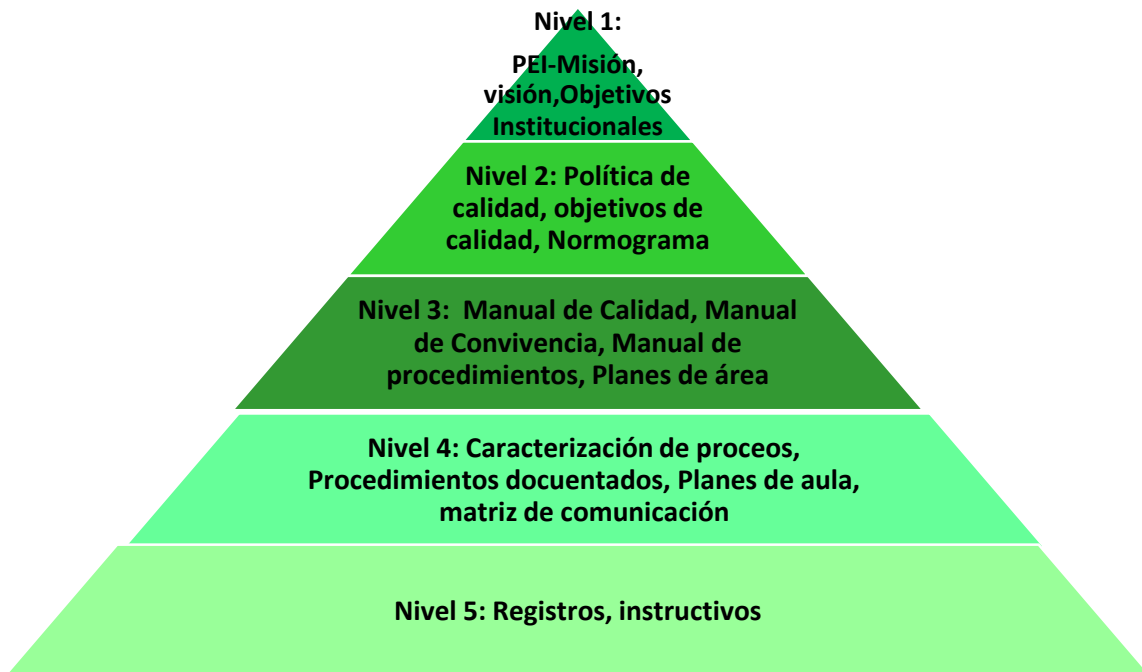 Nivel 1:
PEI-Misión,
visión,Objetivos
Institucionales
Nivel 2: Política de
calidad, objetivos de
calidad, Normograma
Nivel 3:  Manual de Calidad, Manual
de Convivencia, Manual de
procedimientos, Planes de área
Nivel 4: Caracterización de proceos,
Procedimientos docuentados, Planes de aula,
matriz de comunicación
Nivel 5: Registros, instructivos